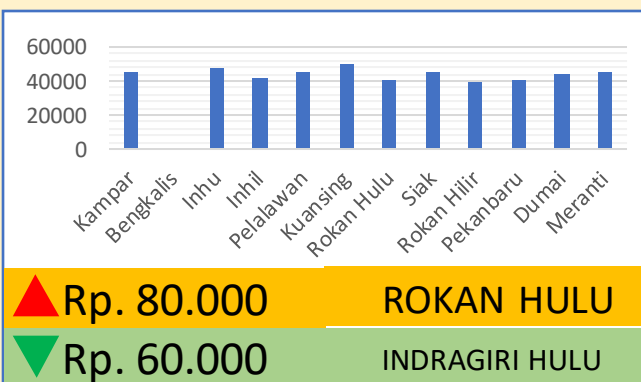 60000
40000
20000
0
Kampar
Bengkalis
Inhu
Inhil
Pelalawan
Kuansing
Rokan Hulu
Siak
Rokan Hilir
Pekanbaru
Dumai
Meranti
Rp. 80.000 ROKAN HULU
Rp. 60.000 INDRAGIRI HULU